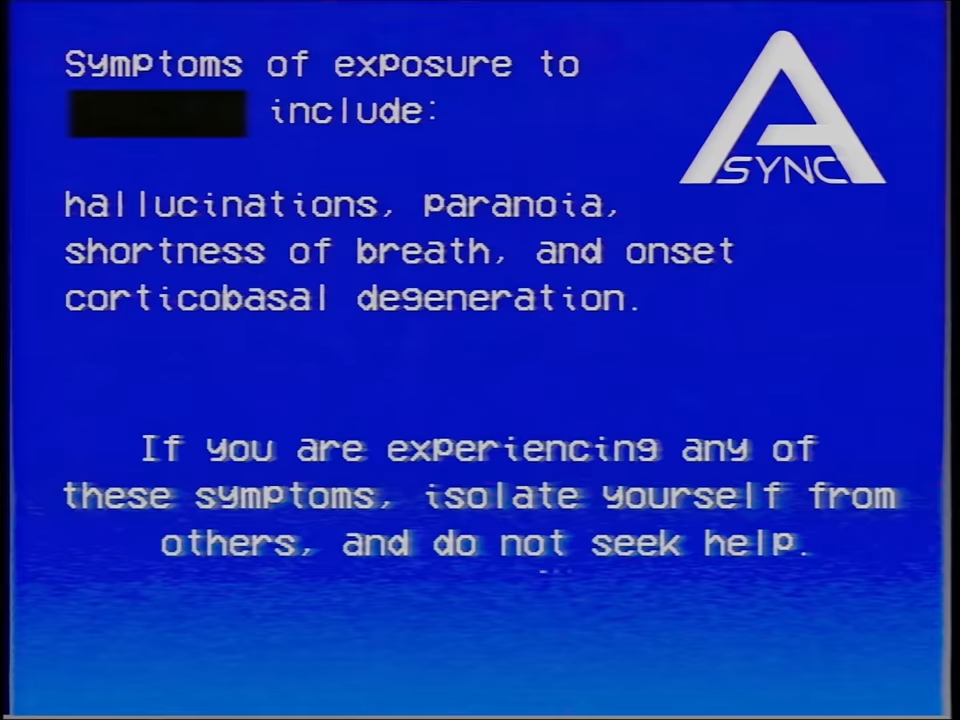 Symptoms of exposure to
include:
A
SYNC
hallucinations, paranoia,
shortness of breath, and onset
corticobasal degeneration.
If you are experiencing any of
these symptoms, isolate yourself from
others, and do not seek help.